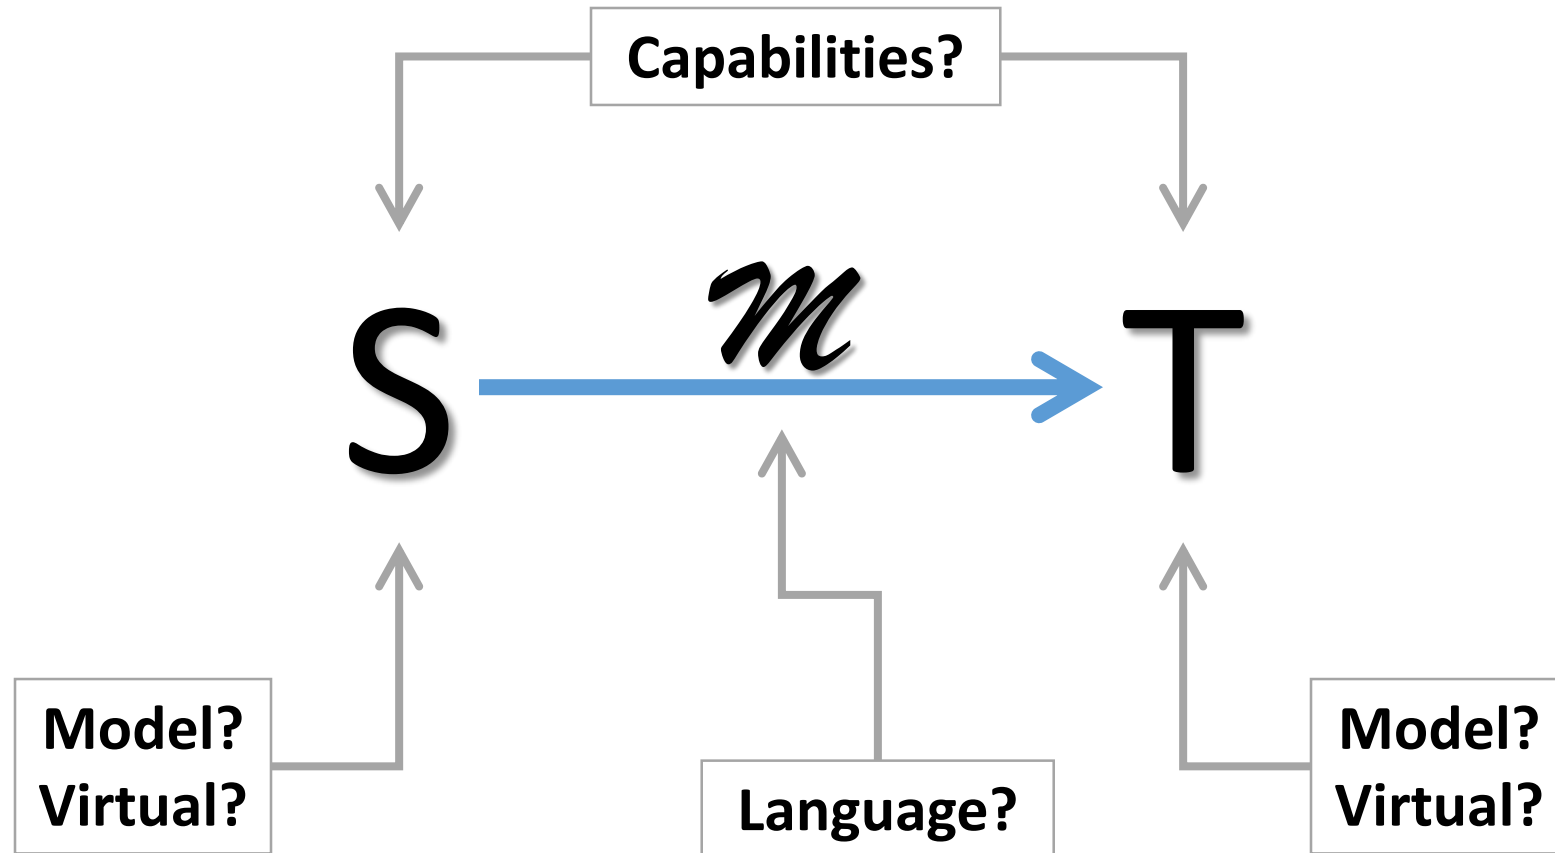 Capabilities?
S
ℳ
T
Model?
Virtual?
Language?
Model?
Virtual?